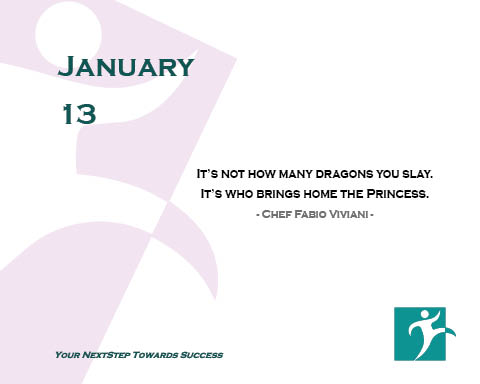 January
13
It's not how many dragons you slay.
It's who brings home the Princess.
- Chef Fabio Viviani -
Your NextStep Towards Success